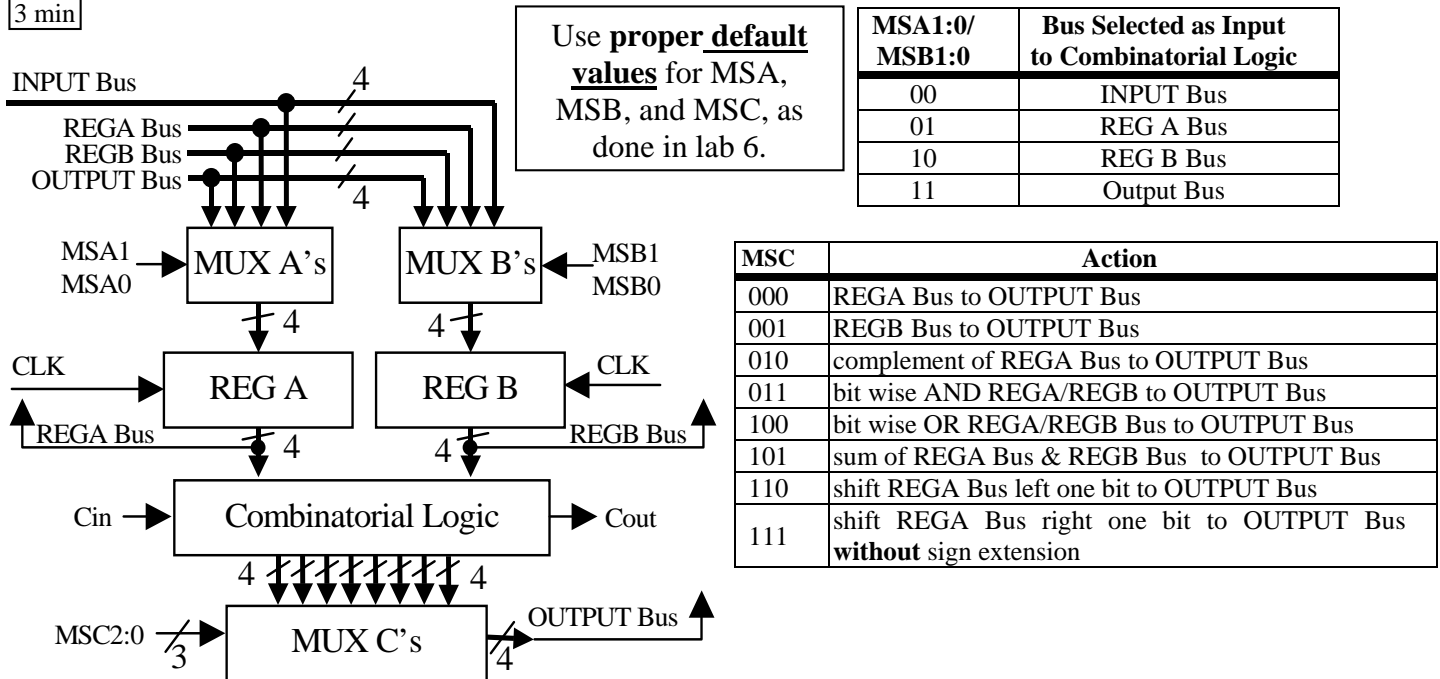 3 min
Use proper default
values for MSA,
MSB, and MSC, as
done in lab 6.
MSA1:0/ Bus Selected as Input
MSB1:0 to Combinatorial Logic
00 INPUT Bus
01 REG A Bus
10 REG B Bus
11 Output Bus
INPUT Bus 4
REGA Bus
REGB Bus
OUTPUT Bus
4
MSA1
MSA0
MUX A’s
MUX B’s
MSB1
MSB0
4
4
CLK
REG A
REG B
CLK
REGA Bus
4
4
REGB Bus
Cin
Combinatorial Logic
Cout
4
4
MSC2:0
3
MUX C’s
4
OUTPUT Bus
MSC Action
000 REGA Bus to OUTPUT Bus
001 REGB Bus to OUTPUT Bus
010 complement of REGA Bus to OUTPUT Bus
011 bit wise AND REGA/REGB to OUTPUT Bus
100 bit wise OR REGA/REGB Bus to OUTPUT Bus
101 sum of REGA Bus & REGB Bus to OUTPUT Bus
110 shift REGA Bus left one bit to OUTPUT Bus
111 shift REGA Bus right one bit to OUTPUT Bus
without sign extension